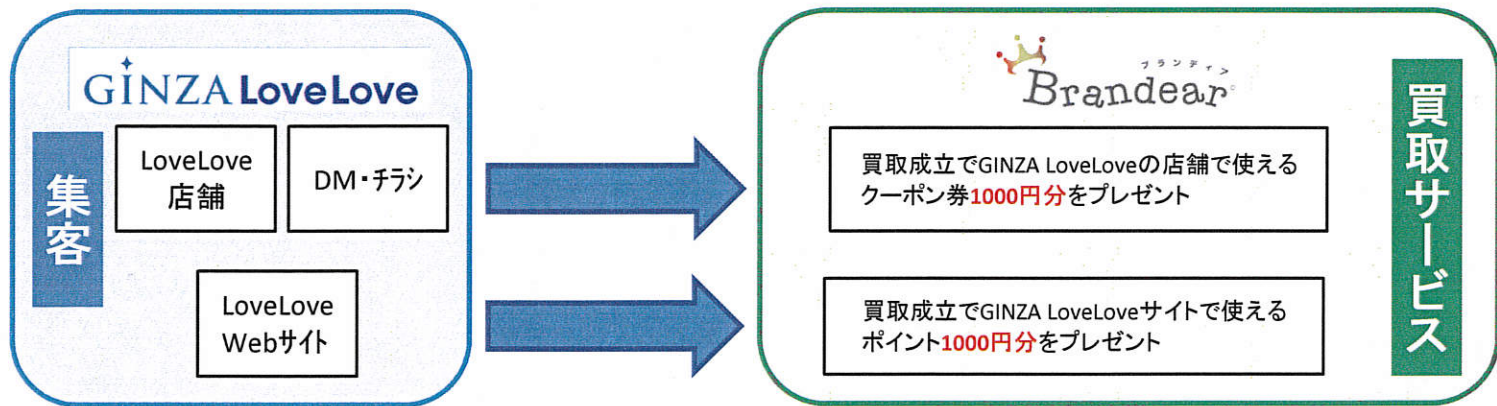 GINZA LoveLove
集客
LoveLove
店舗
DM・チラシ
LoveLove
Webサイト
ブランディア
Brandear
買取成立でGINZA LoveLoveの店舗で使える
クーポン券1000円分をプレゼント
買取成立でGINZA LoveLoveサイトで使える
ポイント1000円分をプレゼント
買取サービス